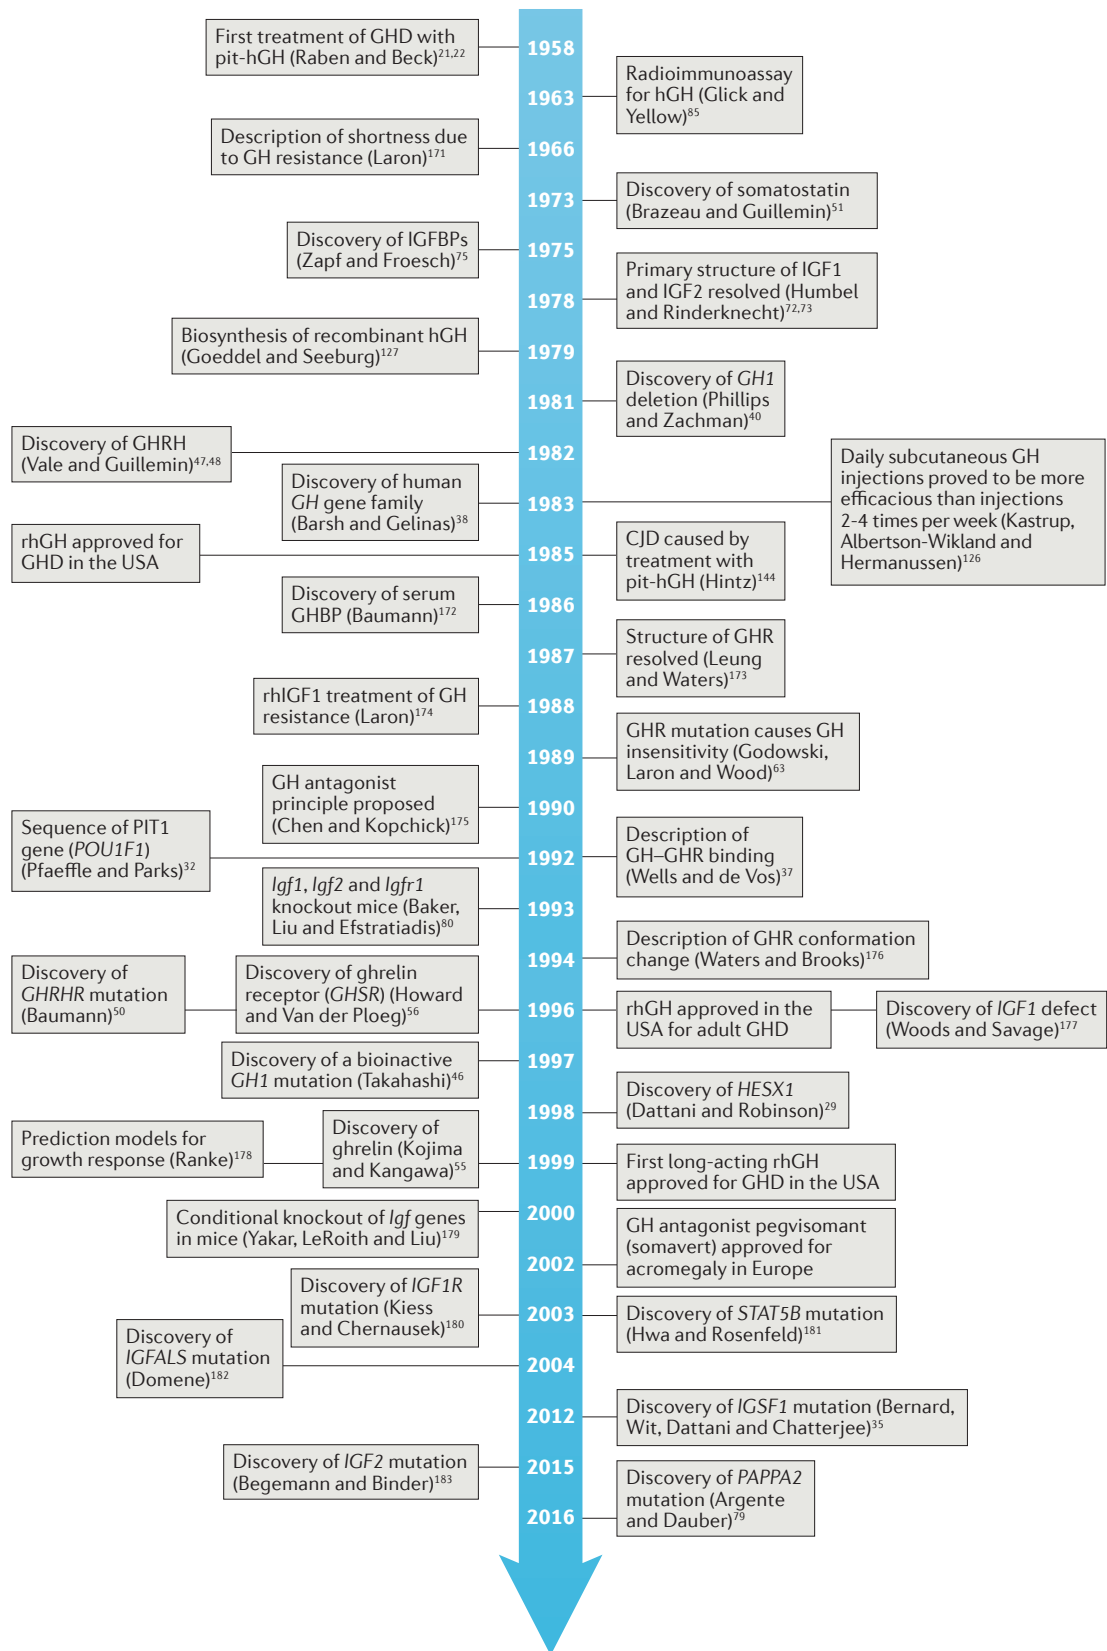 First treatment of GHD with
pit-hGH (Raben and Beck)21,22
1958
Radioimmunoassay
for hGH (Glick and
Yellow)85
1963
Description of shortness due
to GH resistance (Laron)171
1966
Discovery of somatostatin
(Brazeau and Guillemin)51
1973
Discovery of IGFBPs
(Zapf and Froesch)75
1975
Primary structure of IGF1
and IGF2 resolved (Humbel
and Rinderknecht)72,73
1978
Biosynthesis of recombinant hGH
(Goeddel and Seeburg)127
1979
Discovery of GH1
deletion (Phillips
and Zachman)40
1981
Discovery of GHRH
(Vale and Guillemin)47,48
1982
Discovery of human
GH gene family
(Barsh and Gelinas)38
1983
Daily subcutaneous GH
injections proved to be more
efficacious than injections
2-4 times per week (Kastrup,
Albertson-Wikland and
Hermanussen)126
rhGH approved for
GHD in the USA
1985
CJD caused by
treatment with
pit-hGH (Hintz)144
Discovery of serum
GHBP (Baumann)172
1986
Structure of GHR
resolved (Leung
and Waters)173
1987
rhIGF1 treatment of GH
resistance (Laron)174
1988
GHR mutation causes GH
insensitivity (Godowski,
Laron and Wood)63
1989
GH antagonist
principle proposed
(Chen and Kopchick)175
1990
Sequence of PIT1
gene (POU1F1)
(Pfaeffle and Parks)32
1992
Description of
GH–GHR binding
(Wells and de Vos)37
Igf1, Igf2 and Igfr1
knockout mice (Baker,
Liu and Efstratiadis)80
1993
Description of GHR conformation
change (Waters and Brooks)176
1994
Discovery of
GHRHR mutation
(Baumann)50
Discovery of ghrelin
receptor (GHSR) (Howard
and Van der Ploeg)56
1996
rhGH approved in the
USA for adult GHD
Discovery of IGF1 defect
(Woods and Savage)177
Discovery of a bioinactive
GH1 mutation (Takahashi)46
1997
Discovery of HESX1
(Dattani and Robinson)29
1998
Prediction models for
growth response (Ranke)178
Discovery of
ghrelin (Kojima
and Kangawa)55
1999
First long-acting rhGH
approved for GHD in the USA
Conditional knockout of Igf genes
in mice (Yakar, LeRoith and Liu)179
2000
GH antagonist pegvisomant
(somavert) approved for
acromegaly in Europe
2002
Discovery of IGF1R
mutation (Kiess
and Chernausek)180
2003
Discovery of STAT5B mutation
(Hwa and Rosenfeld)181
Discovery of
IGFALS mutation
(Domene)182
2004
Discovery of IGSF1 mutation (Bernard,
Wit, Dattani and Chatterjee)35
2012
Discovery of IGF2 mutation
(Begemann and Binder)183
2015
Discovery of PAPPA2
mutation (Argente
and Dauber)79
2016